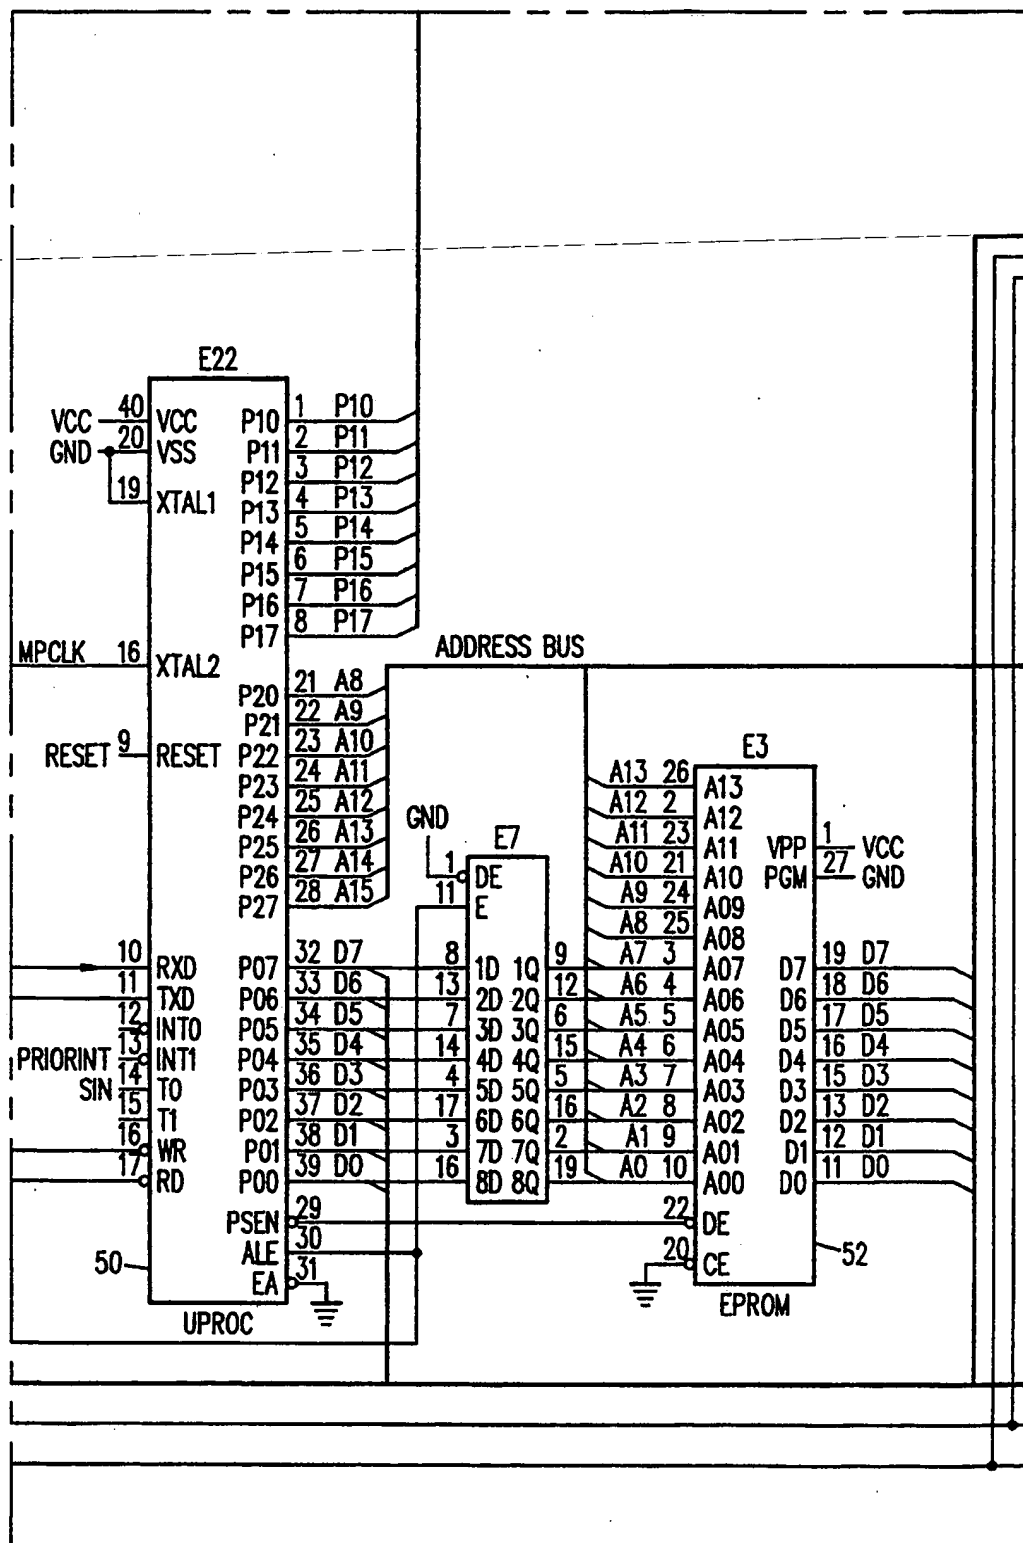 E22
VCC 40 VCC P10 1 P10
GND 20 VSS P11 2 P11
P12 3 P12
19 XTAL1 P13 4 P13
P14 5 P14
P15 6 P15
P16 7 P16
P17 8 P17
ADDRESS BUS
MPCLK 16 XTAL2
P20 21 A8
P21 22 A9
RESET 9 RESET P22 23 A10
P23 24 A11
P24 25 A12
P25 26 A13
P26 27 A14
P27 28 A15
10 RXD P07 32 D7
11 TXD P06 33 D6
12 INT0 P05 34 D5
PRIORINT 13 INT1 P04 35 D4
SIN 14 T0 P03 36 D3
15 T1 P02 37 D2
16 WR P01 38 D1
17 RD P00 39 D0
PSEN 29
ALE 30
EA 31
50
UPROC
GND
E7
1 DE
11 E
8 1D 1Q 9
13 2D 2Q 12
7 3D 3Q 6
14 4D 4Q 15
4 5D 5Q 5
17 6D 6Q 16
3 7D 7Q 2
16 8D 8Q 19
E3
A13 26 A13
A12 2 A12
A11 23 A11 VPP 1 VCC
A10 21 A10 PGM 27 GND
A9 24 A09
A8 25 A08
A7 3 A07 D7 19 D7
A6 4 A06 D6 18 D6
A5 5 A05 D5 17 D5
A4 6 A04 D4 16 D4
A3 7 A03 D3 15 D3
A2 8 A02 D2 13 D2
A1 9 A01 D1 12 D1
A0 10 A00 D0 11 D0
22 DE
20 CE
52
EPROM